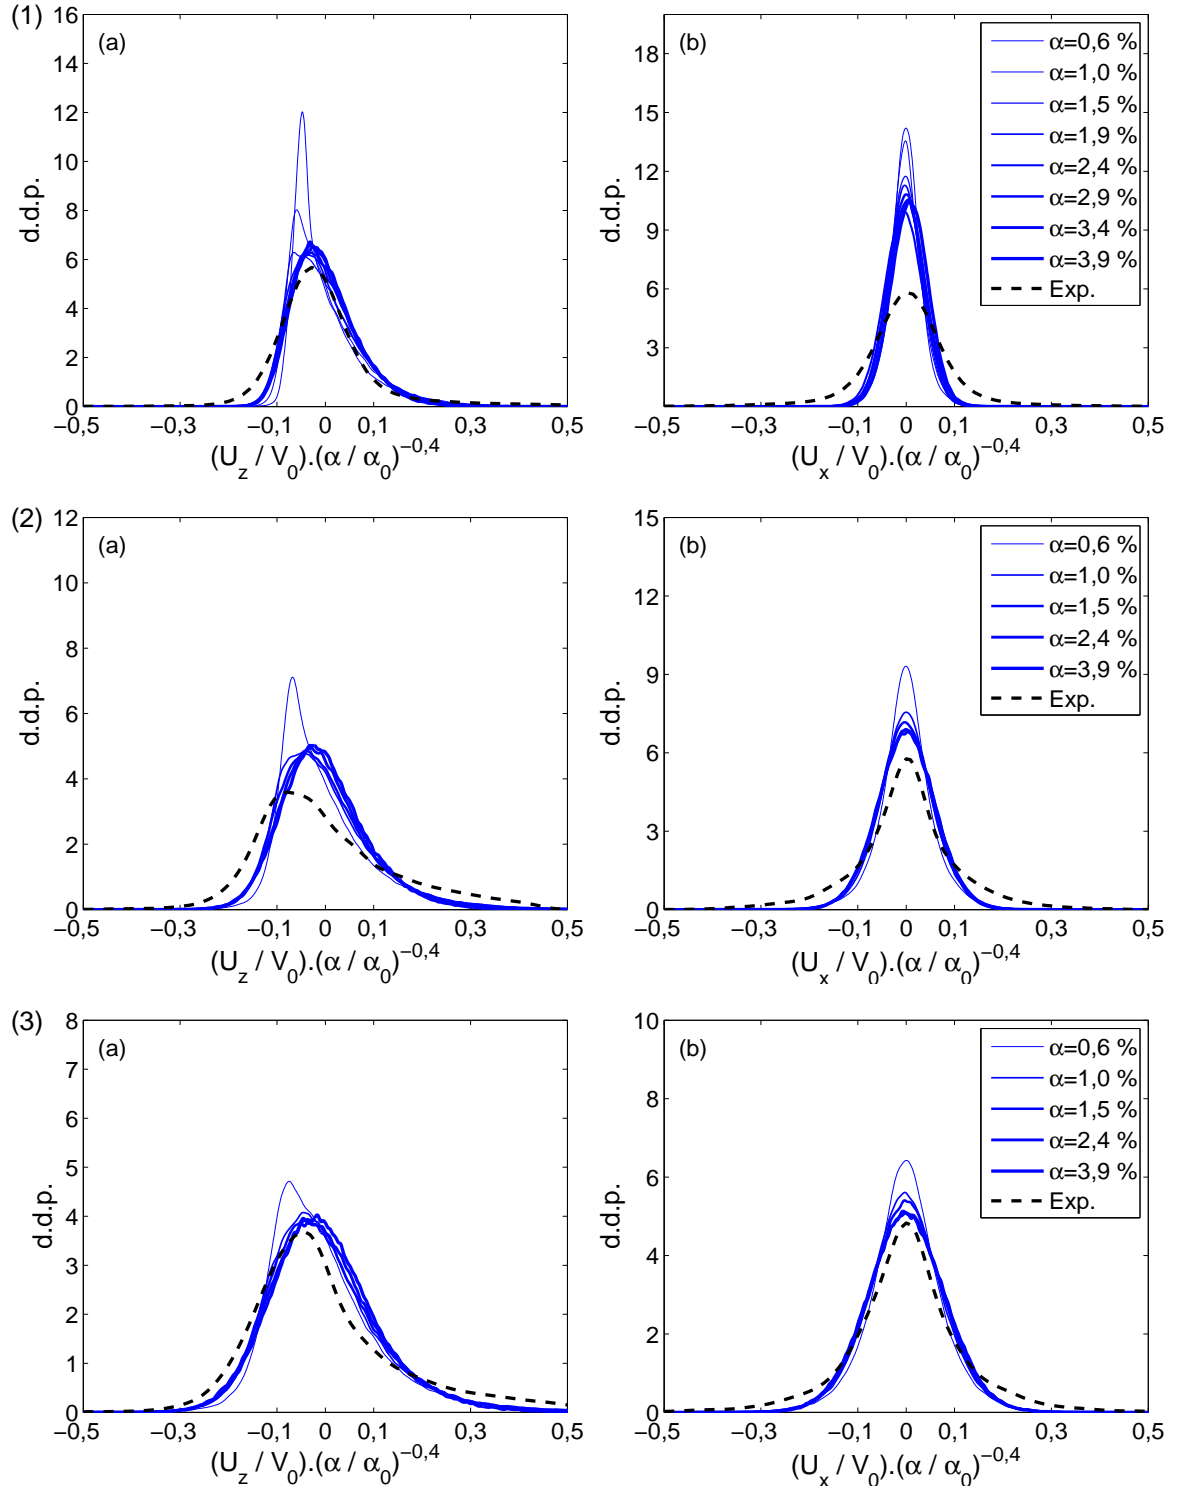 (1)
(a)
d.d.p.
16
14
12
10
8
6
4
2
0
−0,5 −0,3 −0,1 0 0,1 0,3 0,5
(U_z / V_0).(α / α_0)^−0,4
(b)
d.d.p.
18
15
12
9
6
3
−0,5 −0,3 −0,1 0 0,1 0,3 0,5
(U_x / V_0).(α / α_0)^−0,4
α=0,6 %
α=1,0 %
α=1,5 %
α=1,9 %
α=2,4 %
α=2,9 %
α=3,4 %
α=3,9 %
Exp.
(2)
(a)
d.d.p.
12
10
8
6
4
2
0
−0,5 −0,3 −0,1 0 0,1 0,3 0,5
(U_z / V_0).(α / α_0)^−0,4
(b)
d.d.p.
15
12
9
6
3
0
−0,5 −0,3 −0,1 0 0,1 0,3 0,5
(U_x / V_0).(α / α_0)^−0,4
α=0,6 %
α=1,0 %
α=1,5 %
α=2,4 %
α=3,9 %
Exp.
(3)
(a)
d.d.p.
8
7
6
5
4
3
2
1
0
−0,5 −0,3 −0,1 0 0,1 0,3 0,5
(U_z / V_0).(α / α_0)^−0,4
(b)
d.d.p.
10
8
6
4
2
0
−0,5 −0,3 −0,1 0 0,1 0,3 0,5
(U_x / V_0).(α / α_0)^−0,4
α=0,6 %
α=1,0 %
α=1,5 %
α=2,4 %
α=3,9 %
Exp.